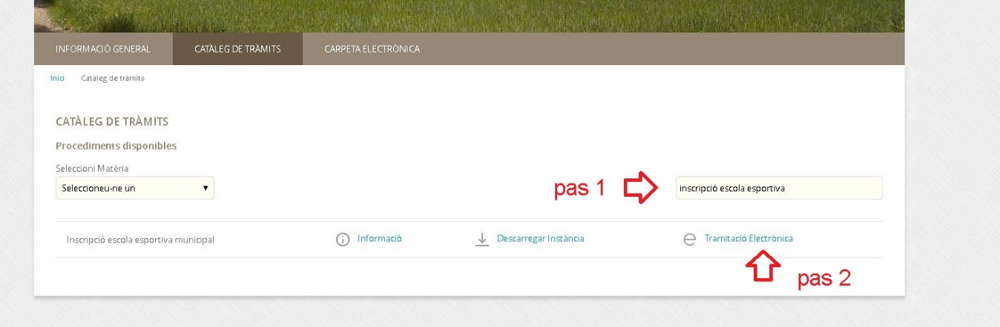 INFORMACIÓ GENERAL CATÀLEG DE TRÀMITS CARPETA ELECTRÒNICA
Inici Catàleg de tràmits
CATÀLEG DE TRÀMITS
Procediments disponibles
Seleccioni Matèria
Seleccioneu-ne un pas 1 inscripció escola esportiva
Inscripció escola esportiva municipal Informació Descarregar Instància Tramitació Electrònica
pas 2